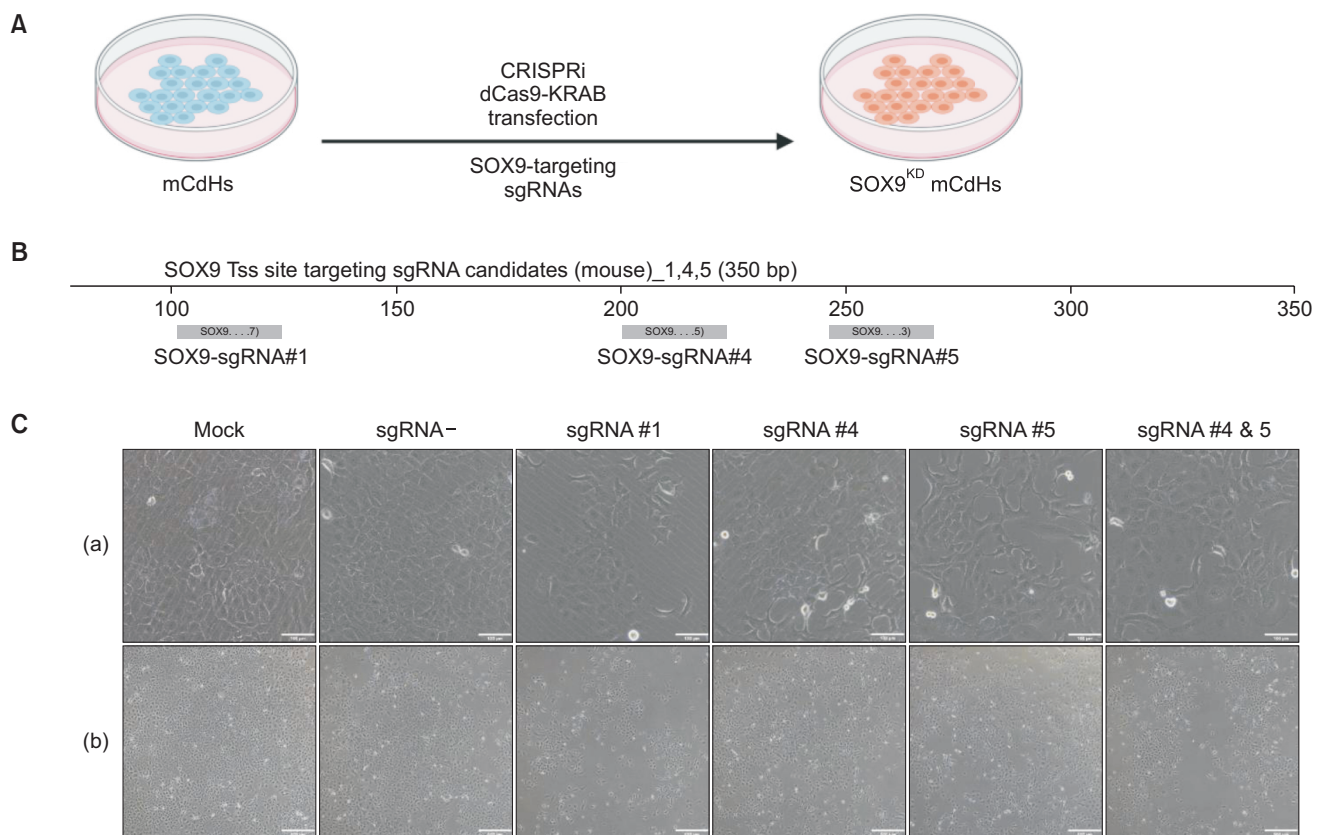 A
CRISPRi
dCas9-KRAB
transfection
SOX9-targeting
sgRNAs
mCdHs
SOX9KD mCdHs
B
SOX9 Tss site targeting sgRNA candidates (mouse)_1,4,5 (350 bp)
100 150 200 250 300 350
SOX9. . . .7) SOX9. . . .5) SOX9. . . .3)
SOX9-sgRNA#1 SOX9-sgRNA#4 SOX9-sgRNA#5
C
Mock sgRNA− sgRNA #1 sgRNA #4 sgRNA #5 sgRNA #4 & 5
(a)
(b)